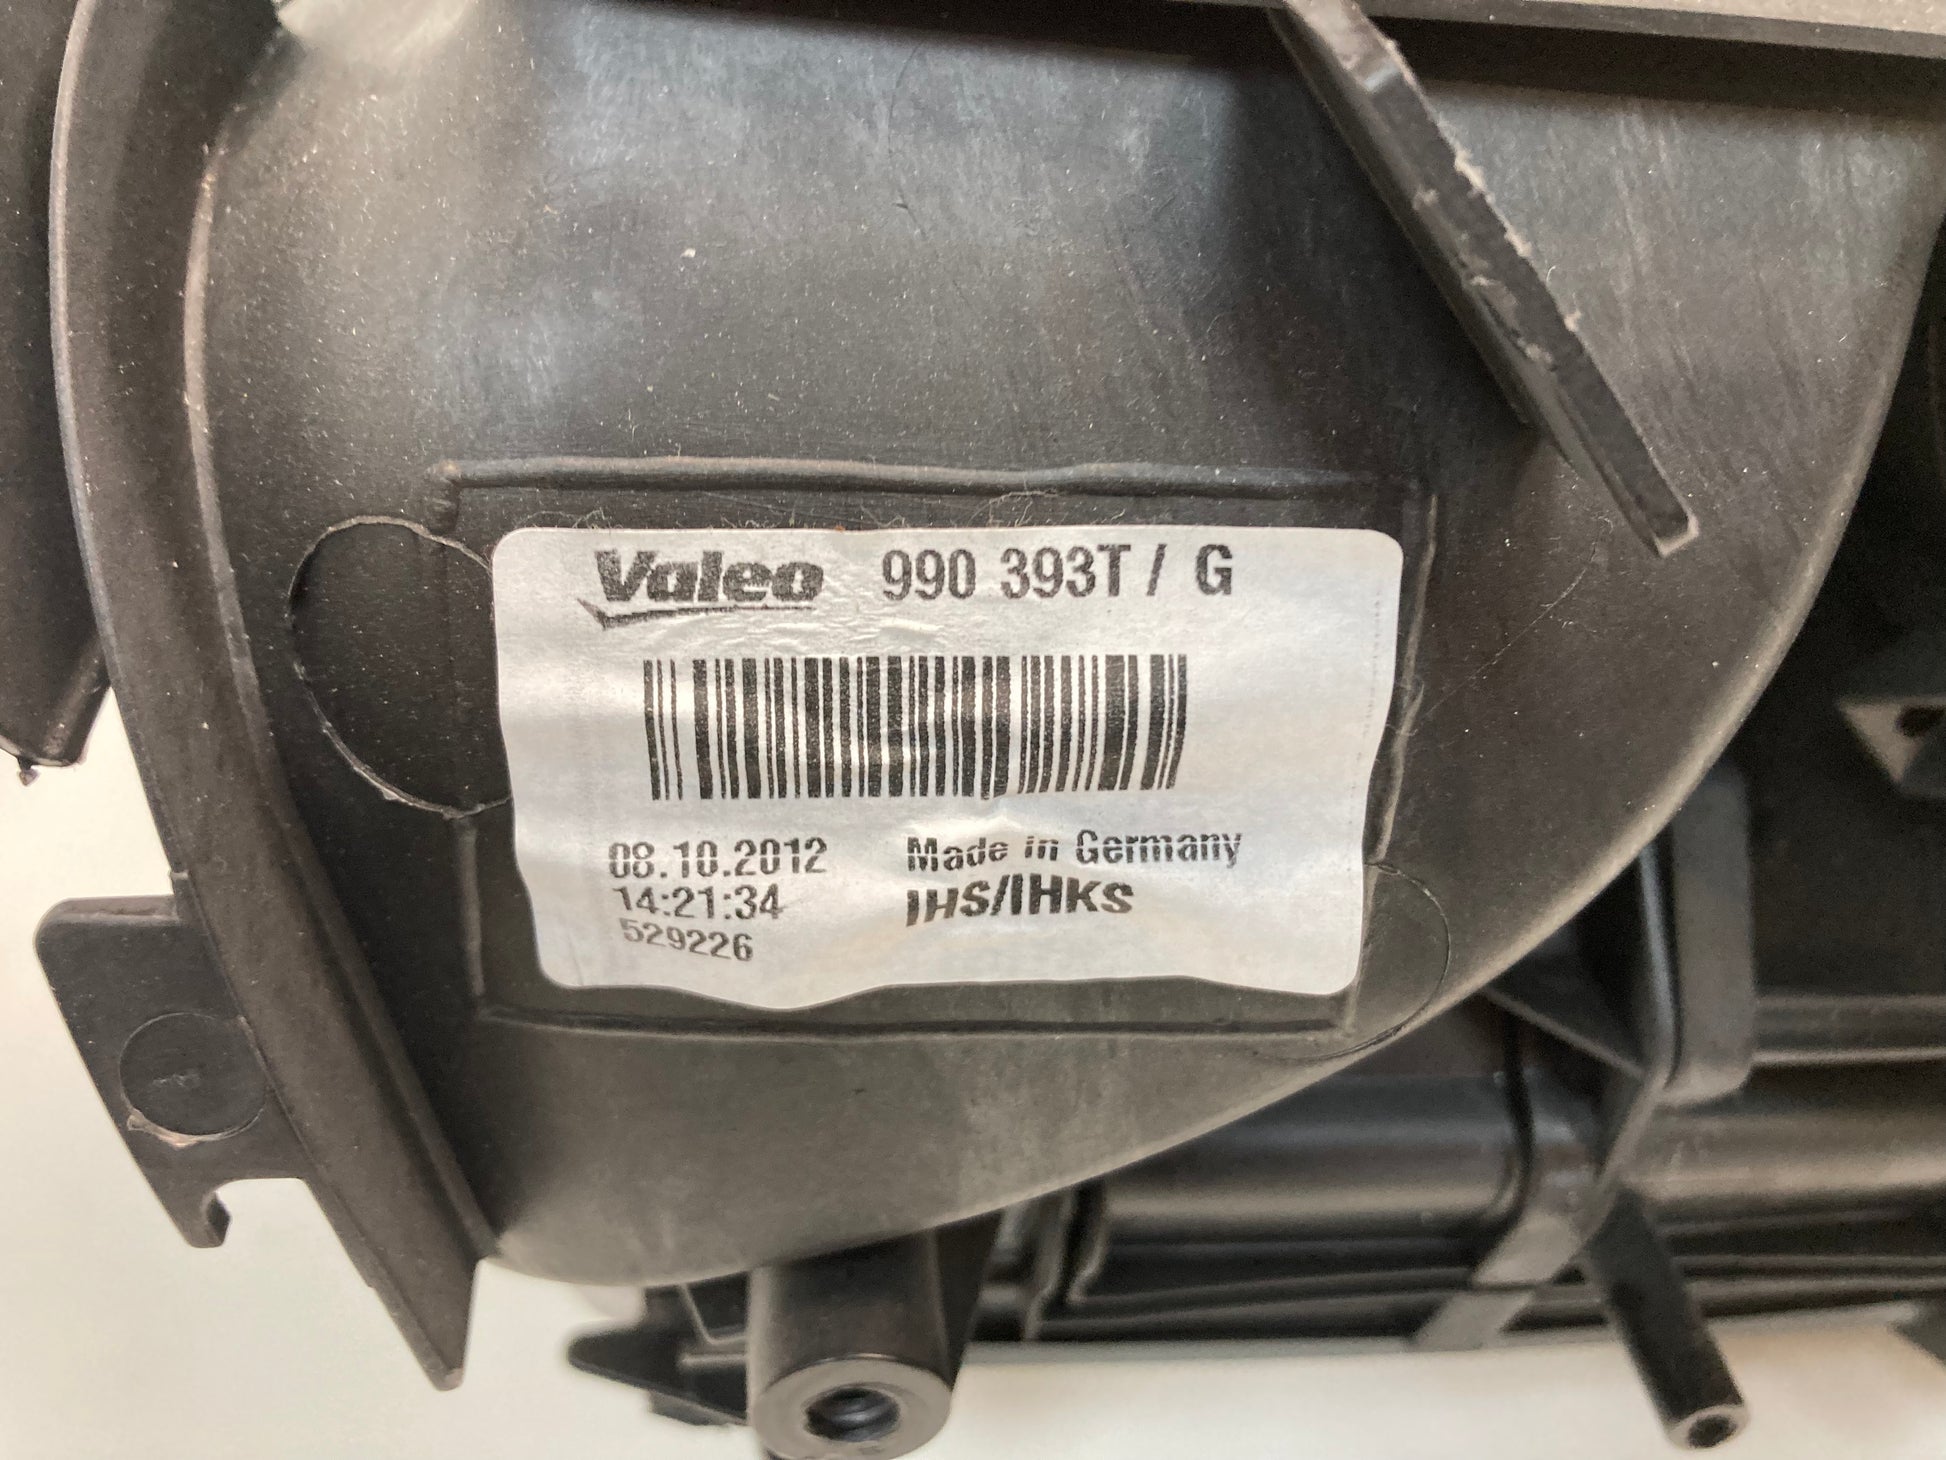 Valeo 990 393T / G
08.10.2012 Made in Germany
14:21:34 IHS/IHKS
529226